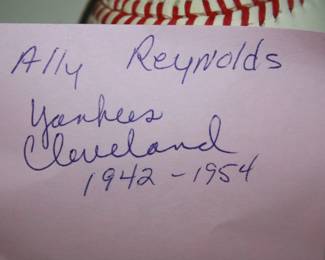 Ally Reynolds
Yankees
Cleveland
1942 - 1954